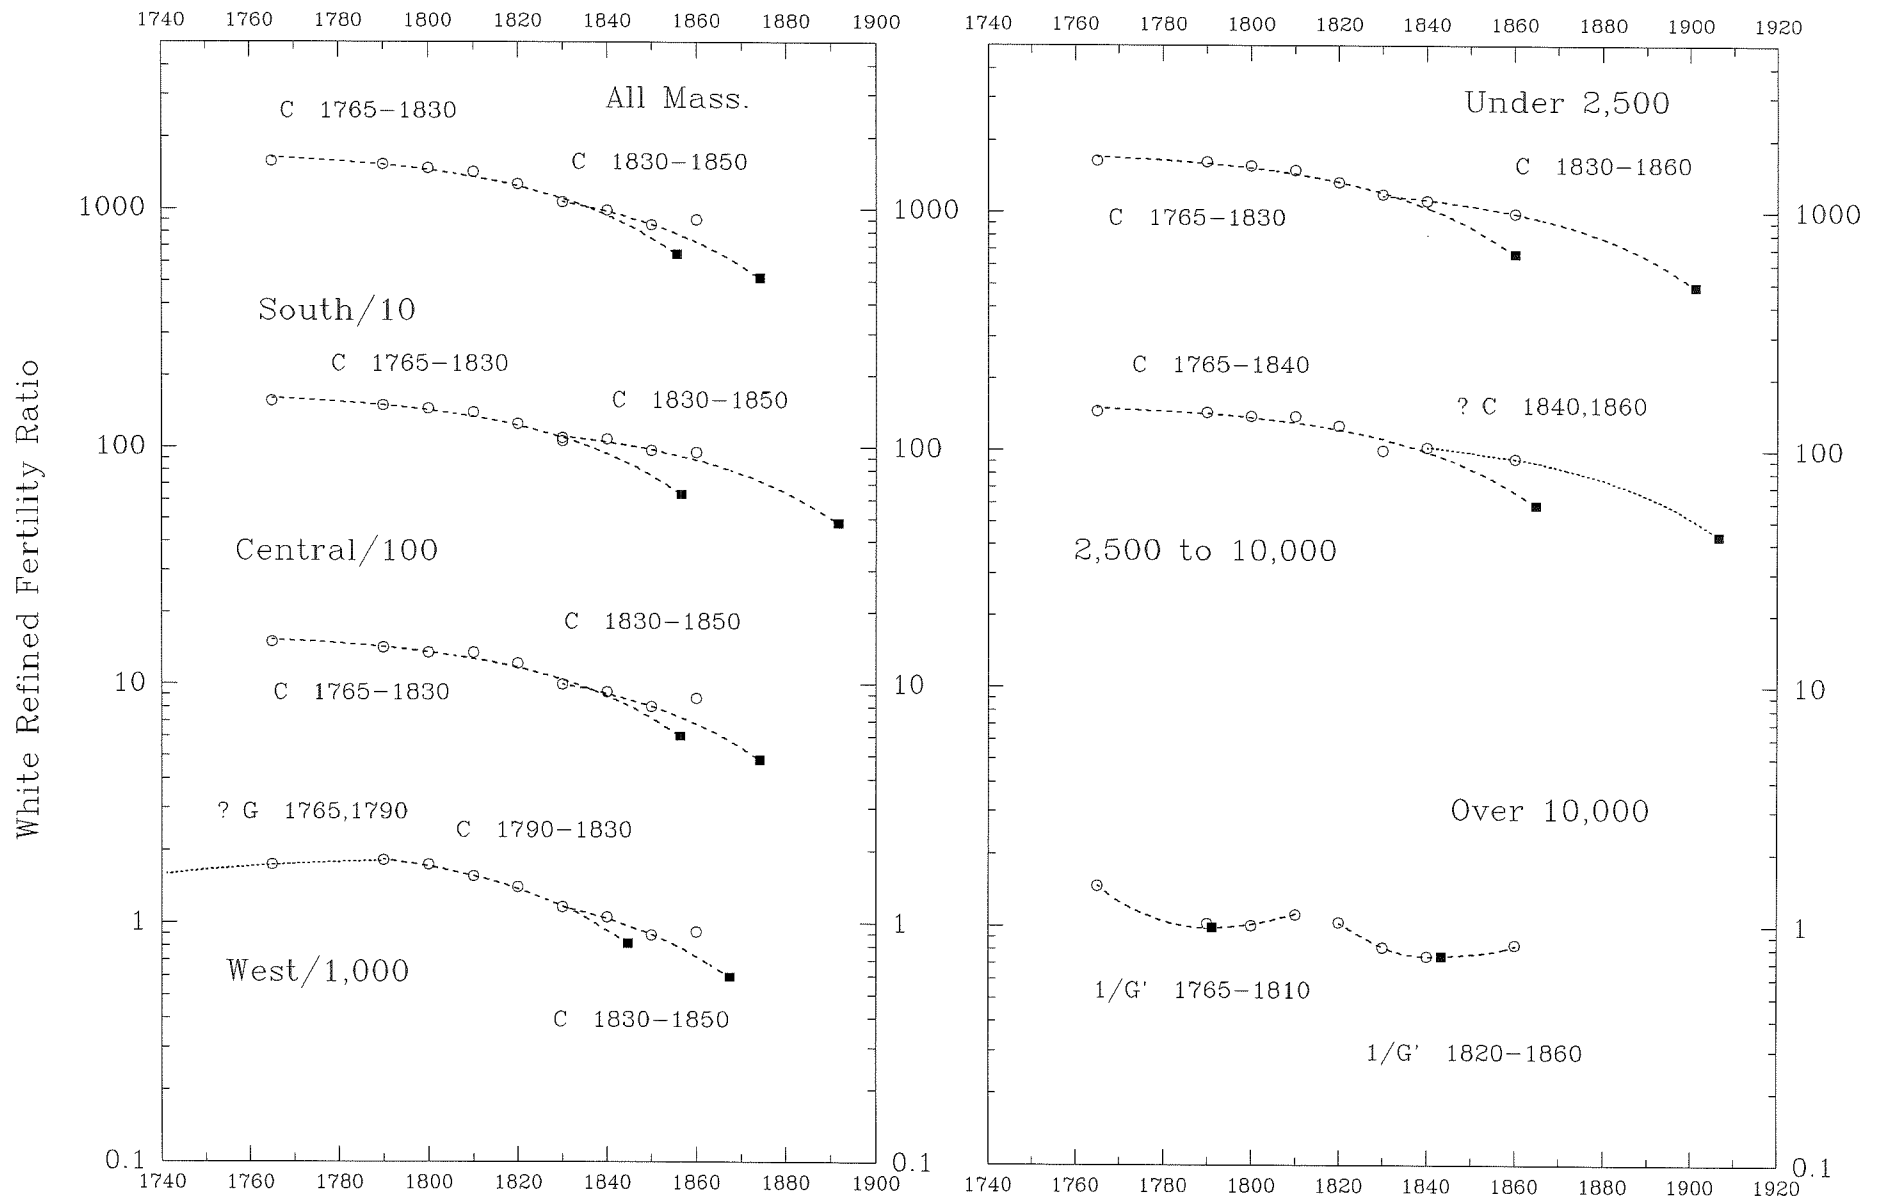 1740 1760 1780 1800 1820 1840 1860 1880 1900
1740 1760 1780 1800 1820 1840 1860 1880 1900 1920
All Mass.
C 1765−1830
C 1830−1850
1000
1000
South/10
C 1765−1830
C 1830−1850
100
100
Central/100
C 1830−1850
C 1765−1830
10
10
? G 1765,1790
C 1790−1830
1
1
West/1,000
C 1830−1850
0.1
0.1
White Refined Fertility Ratio
1740 1760 1780 1800 1820 1840 1860 1880 1900
Under 2,500
C 1830−1860
C 1765−1830
1000
C 1765−1840
? C 1840,1860
100
2,500 to 10,000
10
Over 10,000
1
1/G' 1765−1810
1/G' 1820−1860
0.1
1740 1760 1780 1800 1820 1840 1860 1880 1900 1920